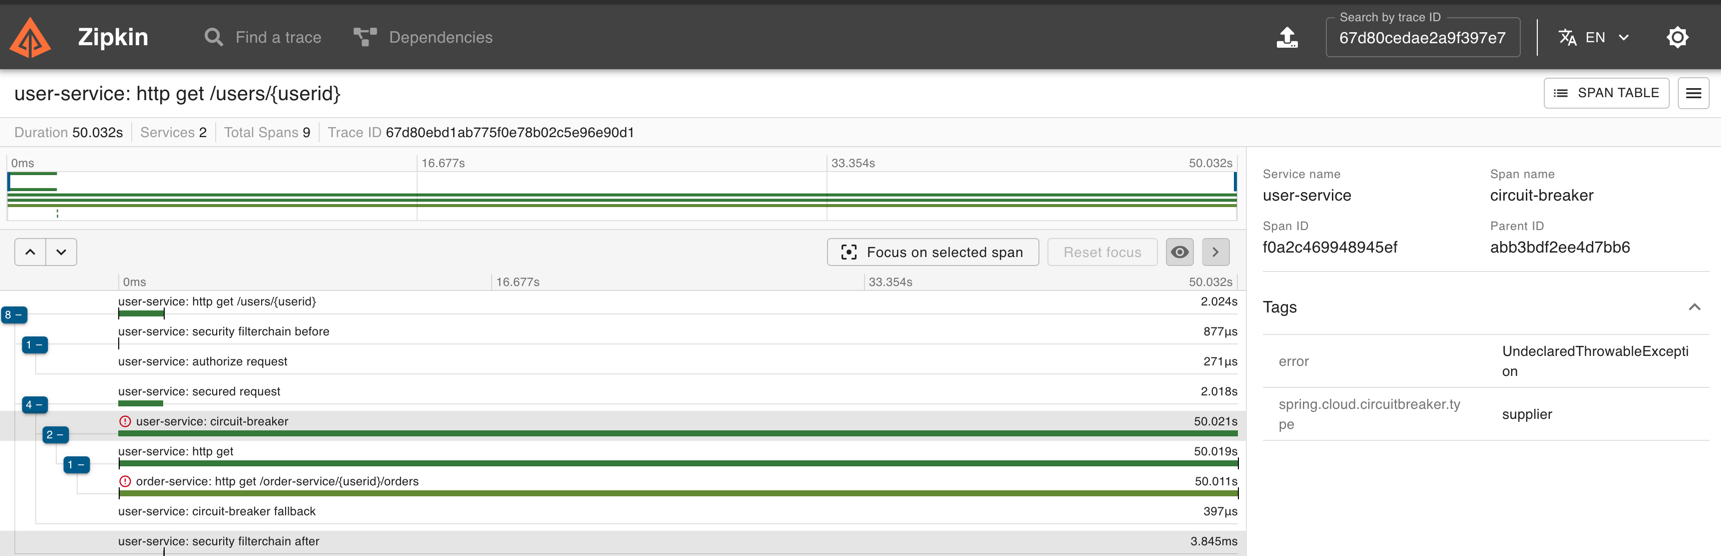 Zipkin
Find a trace
Dependencies
Search by trace ID
67d80cedae2a9f397e7
EN
user-service: http get /users/{userid}
SPAN TABLE
Duration 50.032s
Services 2
Total Spans 9
Trace ID 67d80ebd1ab775f0e78b02c5e96e90d1
0ms
16.677s
33.354s
50.032s
Focus on selected span
Reset focus
0ms
16.677s
33.354s
50.032s
user-service: http get /users/{userid}
2.024s
8 −
user-service: security filterchain before
877µs
1 −
user-service: authorize request
271µs
user-service: secured request
2.018s
4 −
user-service: circuit-breaker
50.021s
2 −
user-service: http get
50.019s
1 −
order-service: http get /order-service/{userid}/orders
50.011s
user-service: circuit-breaker fallback
397µs
user-service: security filterchain after
3.845ms
Service name
user-service
Span name
circuit-breaker
Span ID
f0a2c469948945ef
Parent ID
abb3bdf2ee4d7bb6
Tags
error
UndeclaredThrowableExcepti
on
spring.cloud.circuitbreaker.ty
pe
supplier